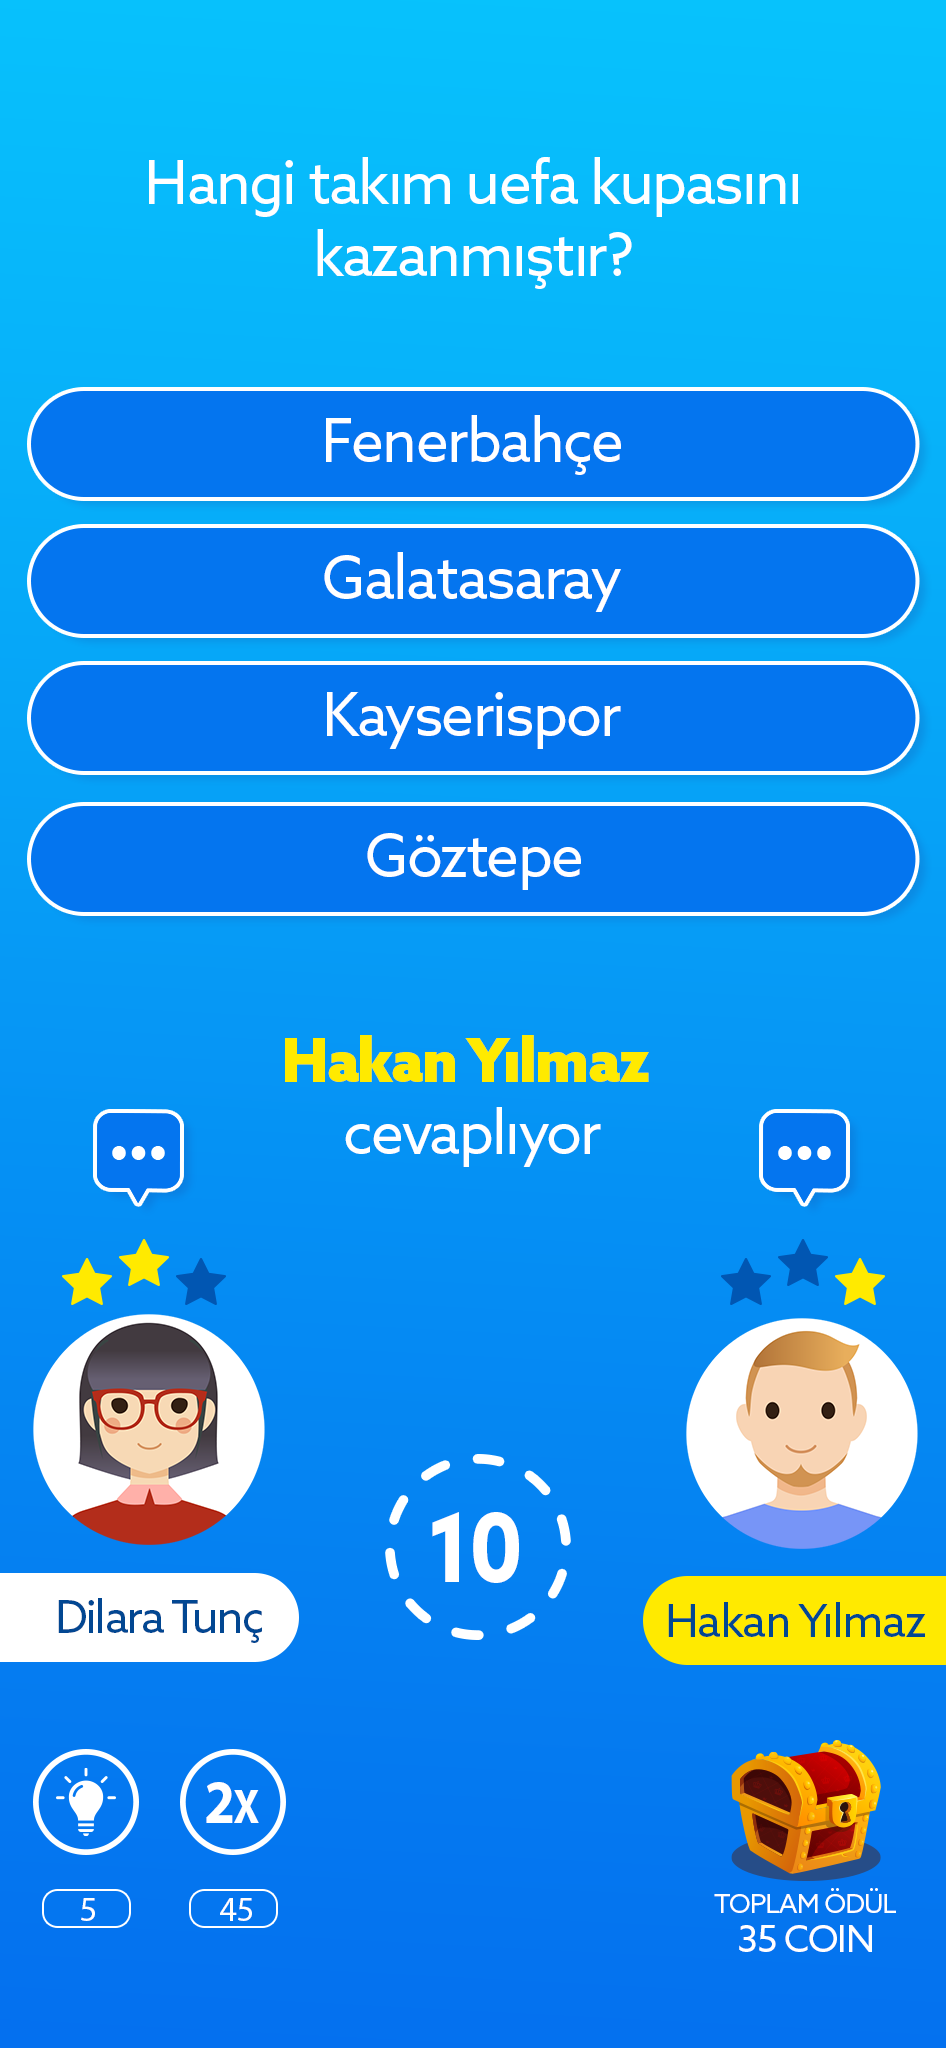 Hangi takım uefa kupasını
kazanmıştır?
Fenerbahçe
Galatasaray
Kayserispor
Göztepe
Hakan Yılmaz
cevaplıyor
10
Dilara Tunç
Hakan Yılmaz
2x
5
45
TOPLAM ÖDÜL
35 COIN